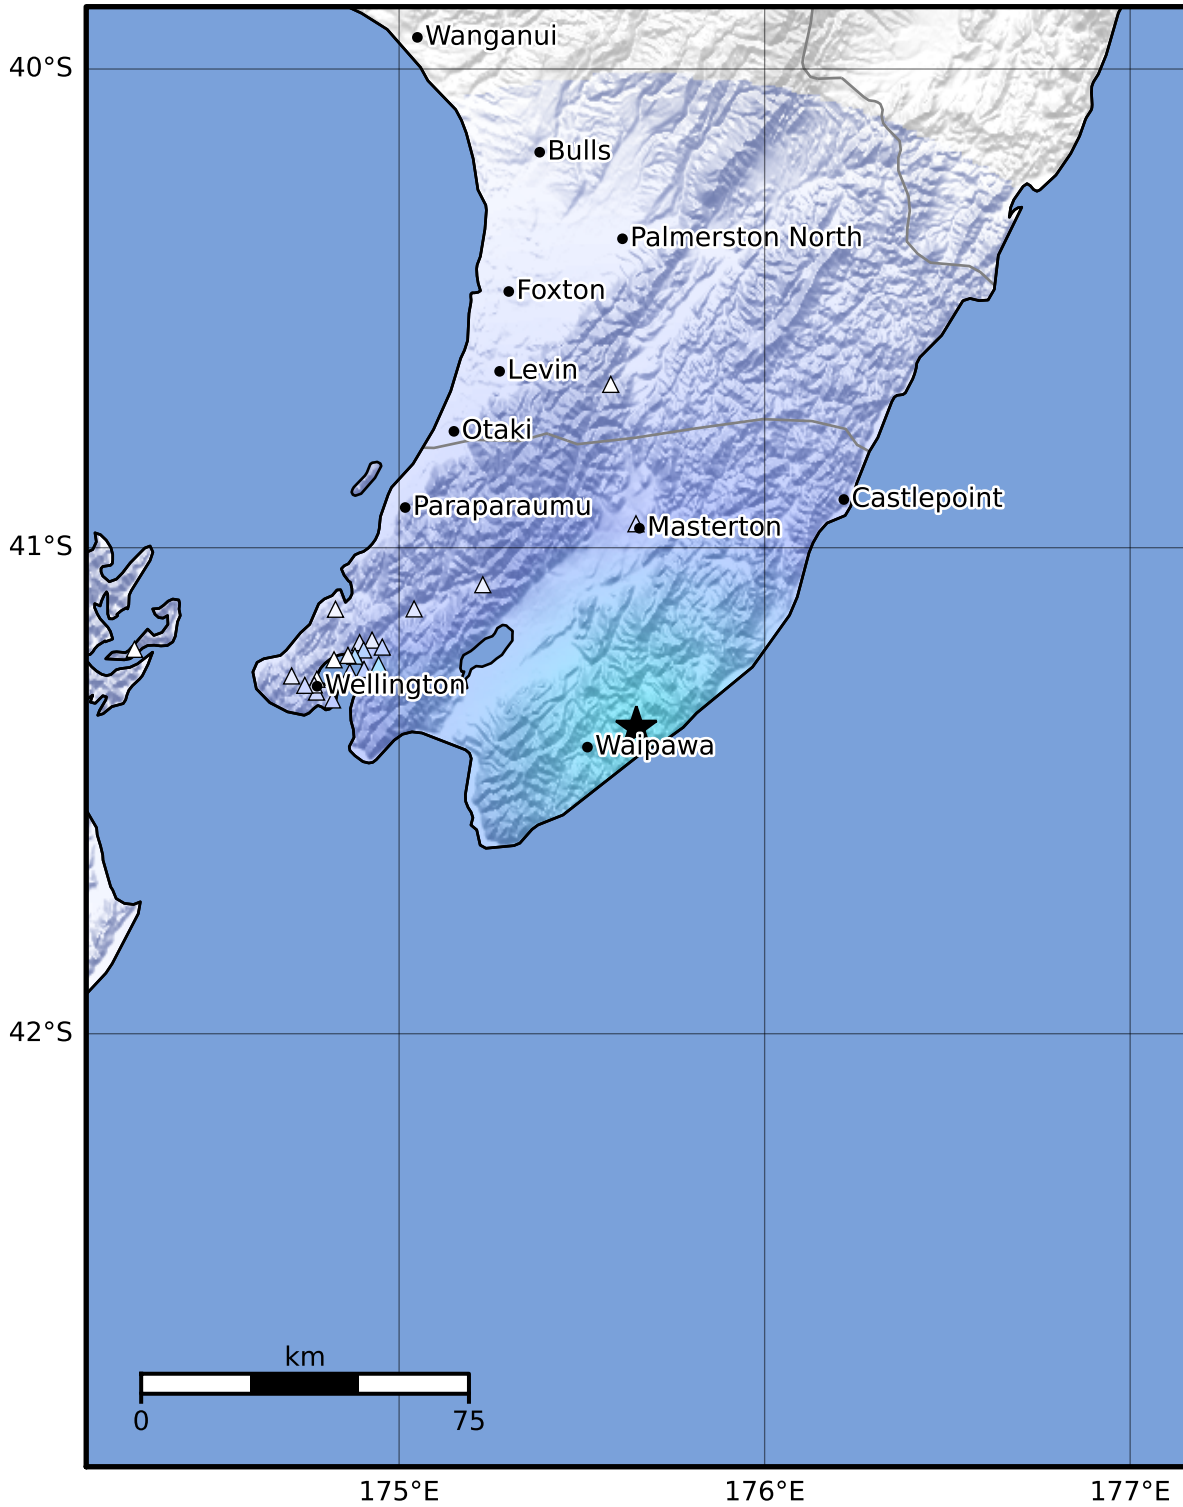 Wanganui
40°S
Bulls
Palmerston North
Foxton
Levin
Otaki
Castlepoint
Paraparaumu
Masterton
41°S
Wellington
Waipawa
42°S
km
0 75
175°E 176°E 177°E